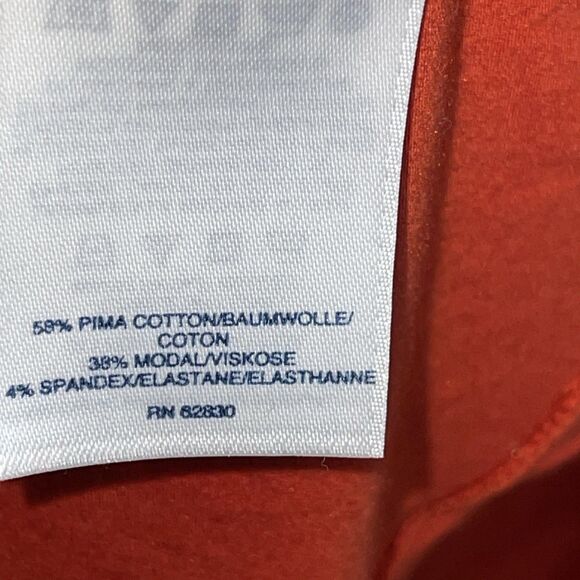 58% PIMA COTTON/BAUMWOLLE/
COTON
38% MODAL/VISKOSE
4% SPANDEX/ELASTANE/ELASTHANNE
RN 62830